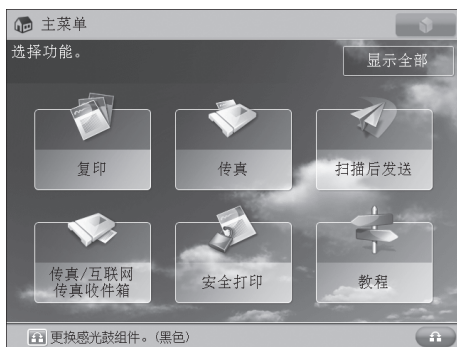 主菜单
选择功能。
显示全部
复印
传真
扫描后发送
传真/互联网
传真收件箱
安全打印
教程
更换感光鼓组件。(黑色)